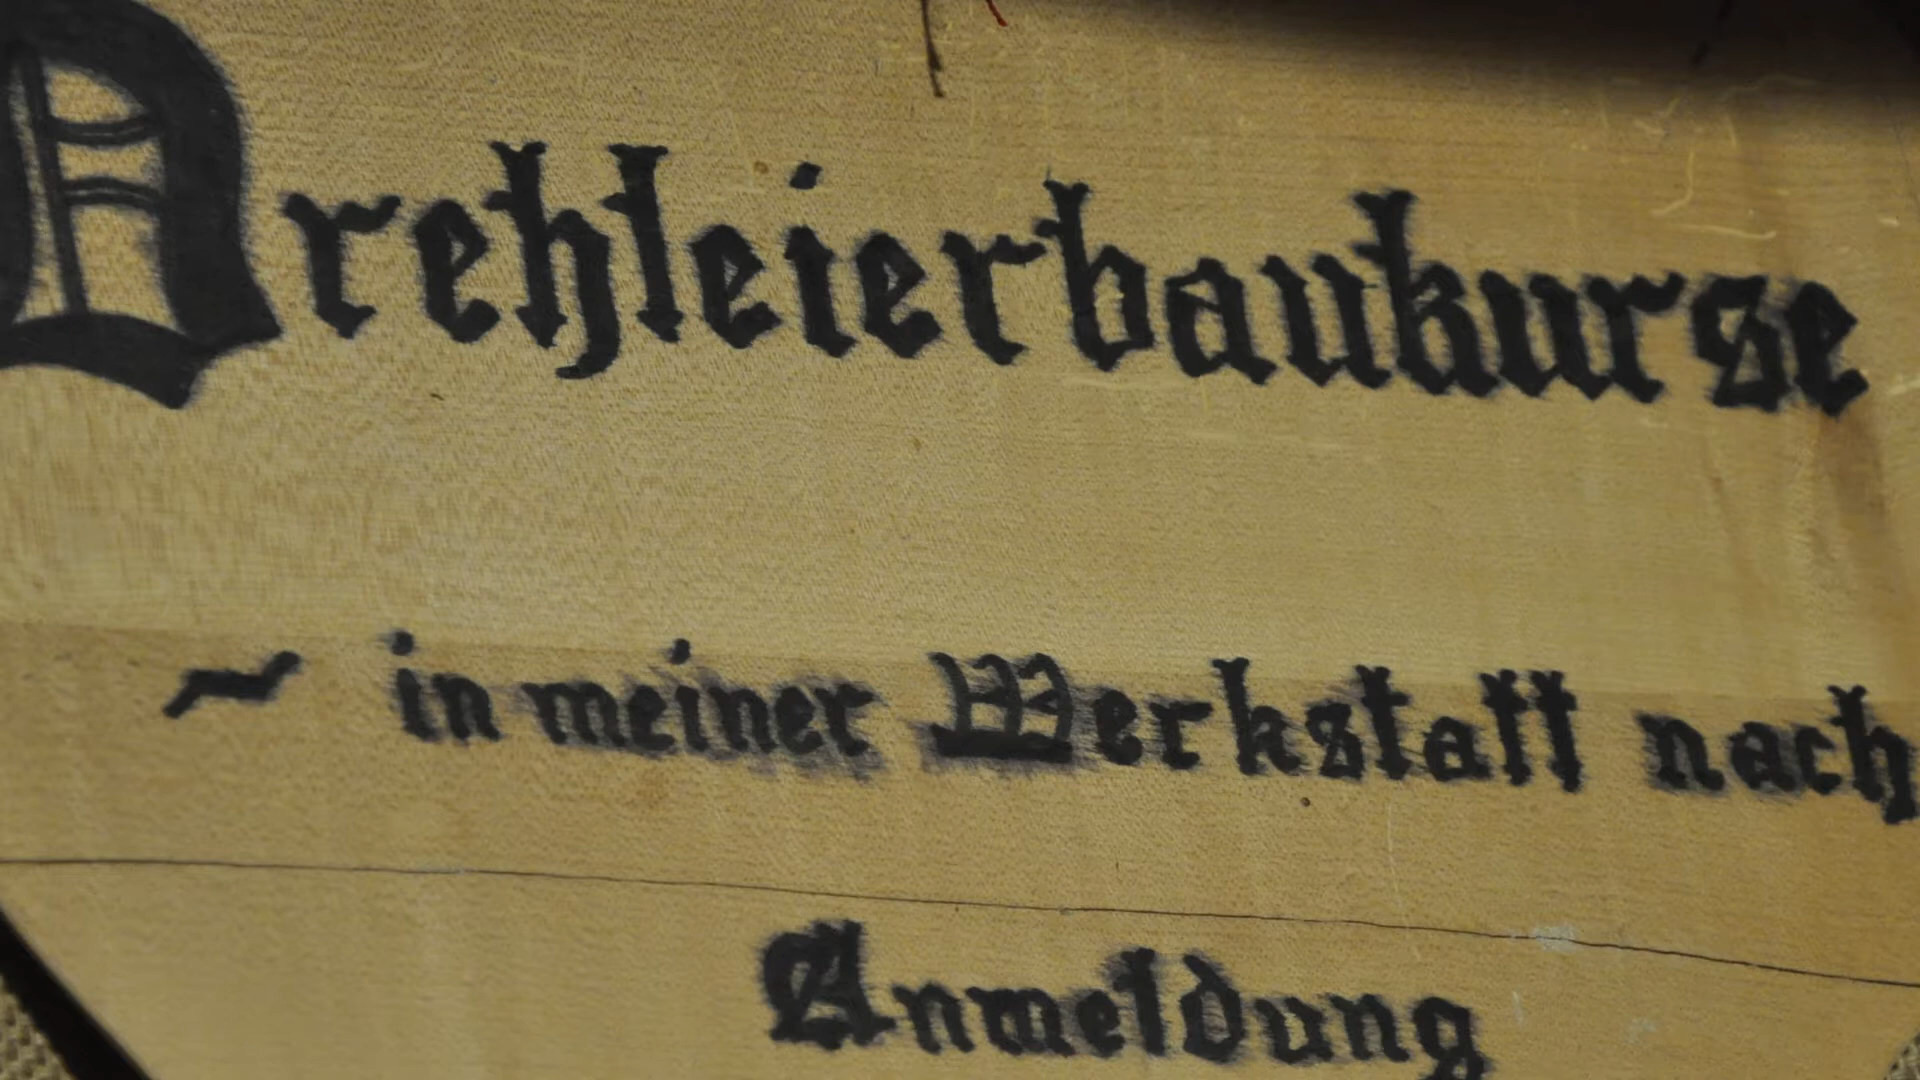 Drehleierbaukurse
~ in meiner Werkstatt nach
Anmeldung